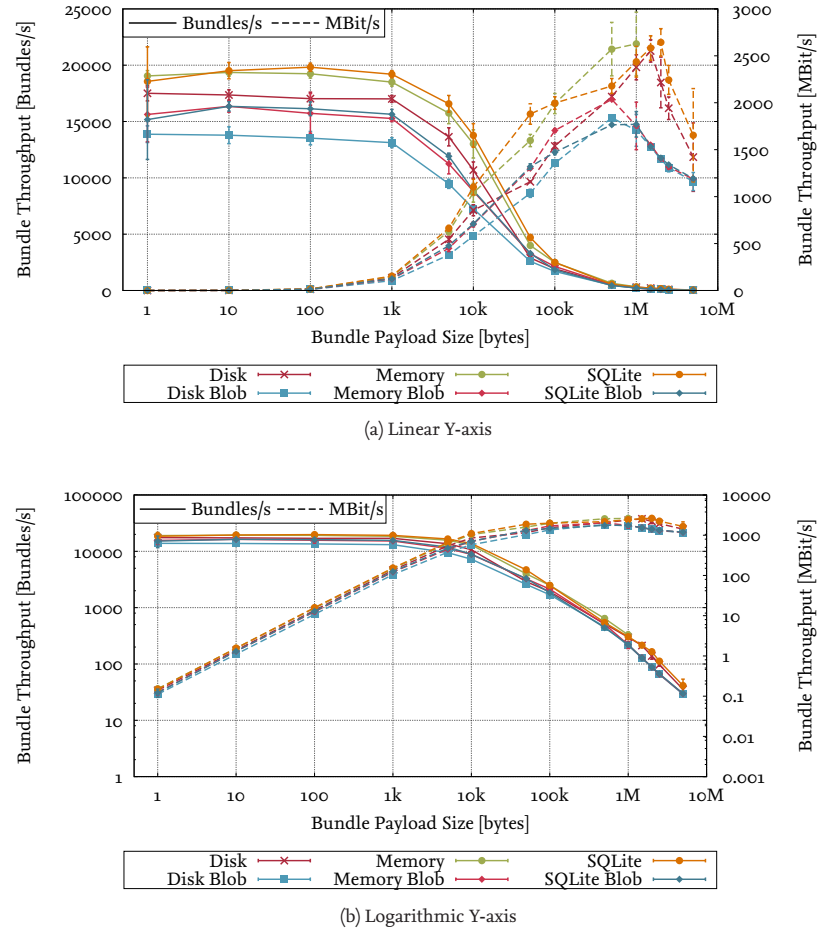 Bundles/s MBit/s
Bundle Throughput [Bundles/s]
25000
20000
15000
10000
5000
0
3000
2500
2000
1500
1000
500
0
Bundle Throughput [MBit/s]
1 10 100 1k 10k 100k 1M 10M
Bundle Payload Size [bytes]
Disk Memory SQLite
Disk Blob Memory Blob SQLite Blob
(a) Linear Y-axis
Bundles/s MBit/s
Bundle Throughput [Bundles/s]
100000
10000
1000
100
10
1
10000
1000
100
10
1
0.1
0.01
0.001
Bundle Throughput [MBit/s]
1 10 100 1k 10k 100k 1M 10M
Bundle Payload Size [bytes]
Disk Memory SQLite
Disk Blob Memory Blob SQLite Blob
(b) Logarithmic Y-axis